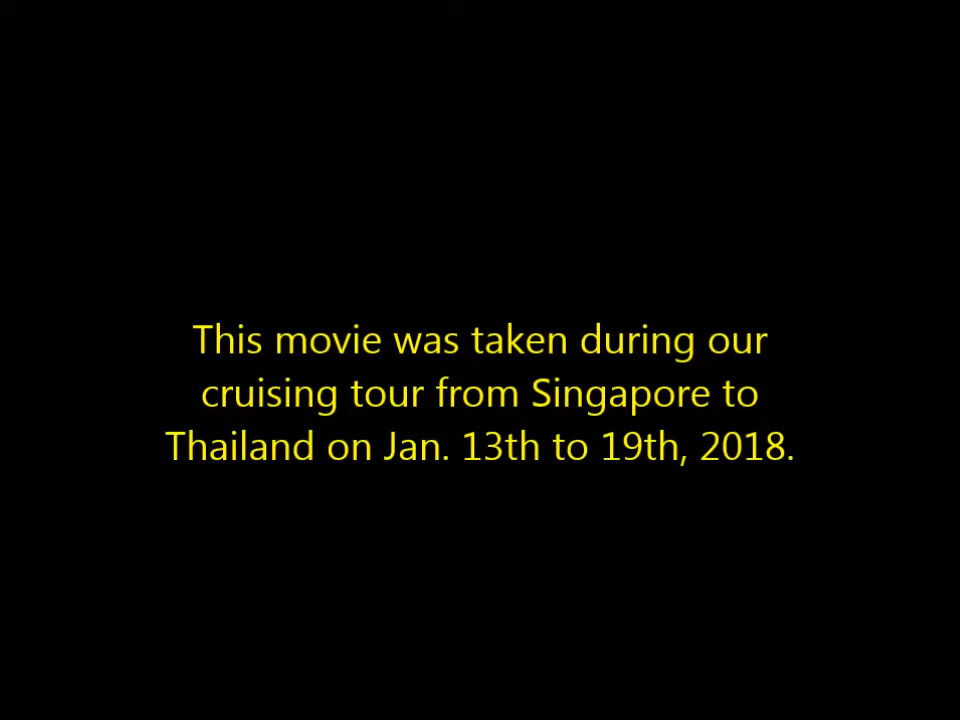 This movie was taken during our
cruising tour from Singapore to
Thailand on Jan. 13th to 19th, 2018.